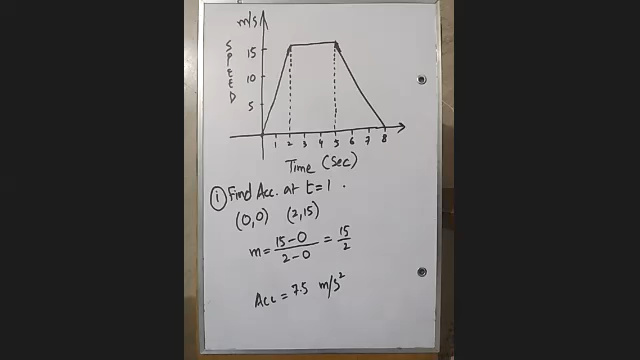 m/s
SPEED
15
10
5
1 2 3 4 5 6 7 8
Time (Sec)
(i) Find Acc. at t=1.
(0,0) (2,15)
m = 15-0 / 2-0 = 15/2
Acc = 7.5 m/s²